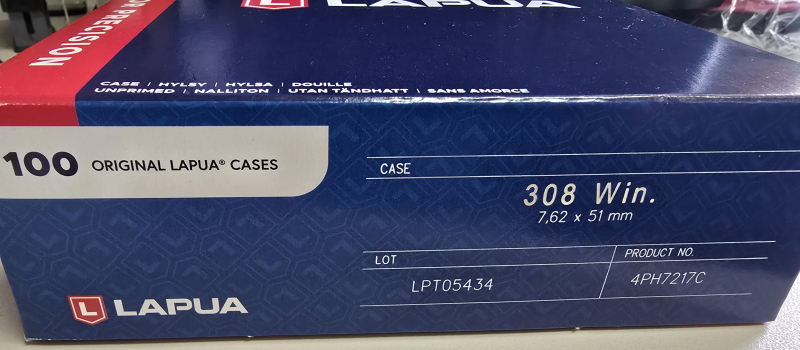 LAPUA
PRECISION
CASE | HYLSY | HYLSA | DOUILLE
UNPRIMED | NALLITON | UTAN TÄNDHATT | SANS AMORCE
100 ORIGINAL LAPUA® CASES
CASE
308 Win.
7,62 x 51 mm
LOT
PRODUCT NO.
LPT05434
4PH7217C
L LAPUA